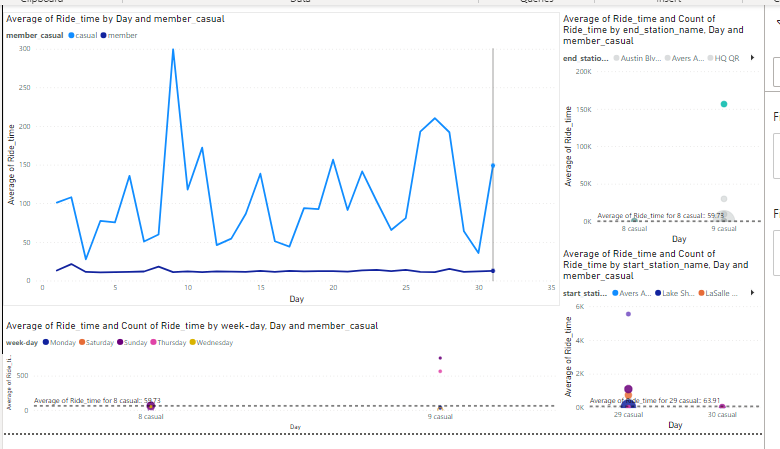 Clipboard
Data
Queries
Insert
Average of Ride_time by Day and member_casual
member_casual casual member
300
250
200
150
100
50
0
Average of Ride_time
0 5 10 15 20 25 30 35
Day
Average of Ride_time and Count of
Ride_time by end_station_name, Day and
member_casual
end_statio... Austin Blv... Avers A... HQ QR
200K
150K
100K
50K
0K
Average of Ride_time
Average of Ride_time for 8 casual: 59.73
8 casual 9 casual
Day
Average of Ride_time and Count of
Ride_time by start_station_name, Day and
member_casual
start_stati... Avers A... Lake Sh... LaSalle ...
6K
4K
2K
0K
Average of Ride_time
Average of Ride_time for 29 casual: 63.91
29 casual 30 casual
Day
Average of Ride_time and Count of Ride_time by week-day, Day and member_casual
week-day Monday Saturday Sunday Thursday Wednesday
500
0
Average of Ride_ti...
Average of Ride_time for 8 casual: 59.73
8 casual 9 casual
Day